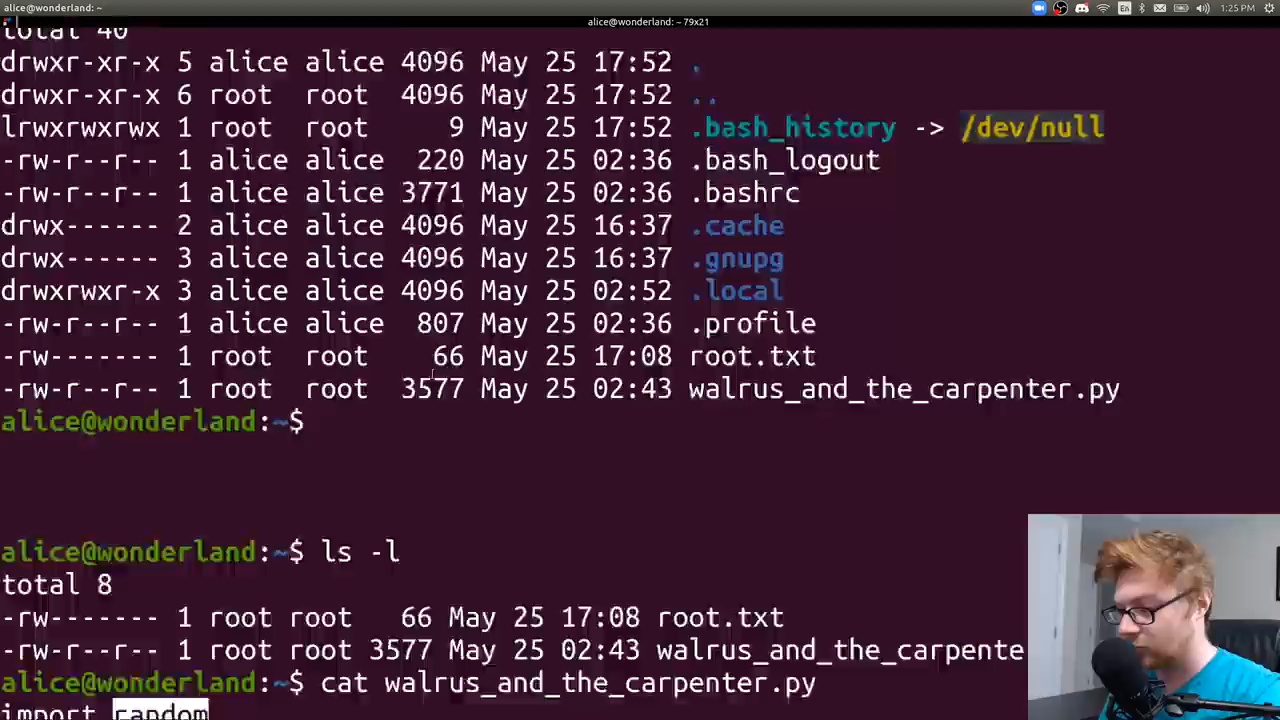 alice@wonderland: ~
En
1:25 PM
alice@wonderland: ~ 79x21
total 40
drwxr-xr-x 5 alice alice 4096 May 25 17:52 .
drwxr-xr-x 6 root  root  4096 May 25 17:52 ..
lrwxrwxrwx 1 root  root     9 May 25 17:52 .bash_history -> /dev/null
-rw-r--r-- 1 alice alice  220 May 25 02:36 .bash_logout
-rw-r--r-- 1 alice alice 3771 May 25 02:36 .bashrc
drwx------ 2 alice alice 4096 May 25 16:37 .cache
drwx------ 3 alice alice 4096 May 25 16:37 .gnupg
drwxrwxr-x 3 alice alice 4096 May 25 02:52 .local
-rw-r--r-- 1 alice alice  807 May 25 02:36 .profile
-rw------- 1 root  root    66 May 25 17:08 root.txt
-rw-r--r-- 1 root  root  3577 May 25 02:43 walrus_and_the_carpenter.py
alice@wonderland:~$
alice@wonderland:~$ ls -l
total 8
-rw------- 1 root root   66 May 25 17:08 root.txt
-rw-r--r-- 1 root root 3577 May 25 02:43 walrus_and_the_carpente
alice@wonderland:~$ cat walrus_and_the_carpenter.py
import random